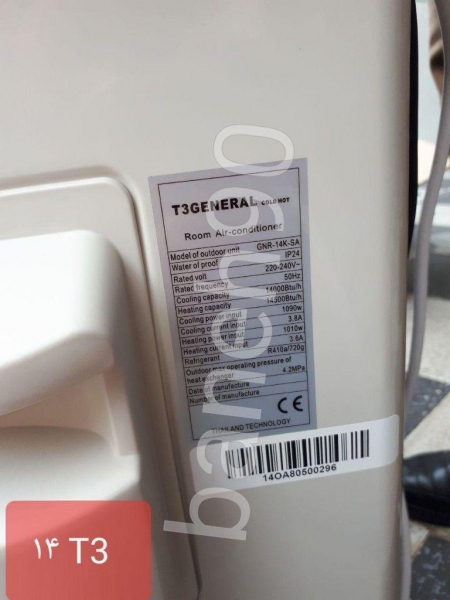 T3GENERAL COLD HOT
Room Air-conditioner
Model of outdoor unit GNR-14K-SA
Water of proof IP24
Rated volt 220-240V~
Rated frequency 50Hz
Cooling capacity 14000Btu/h
Heating capacity 14300Btu/h
Cooling power input 1090w
Cooling current input 3.8A
Heating power input 1010w
Heating current input 3.6A
Refrigerant R410a/720g
Outdoor max operating pressure of
heat exchanger 4.2MPa
Date of manufacture
Number of manufacture
CE
THAILAND TECHNOLOGY
14OA80500296
۱۴ T3